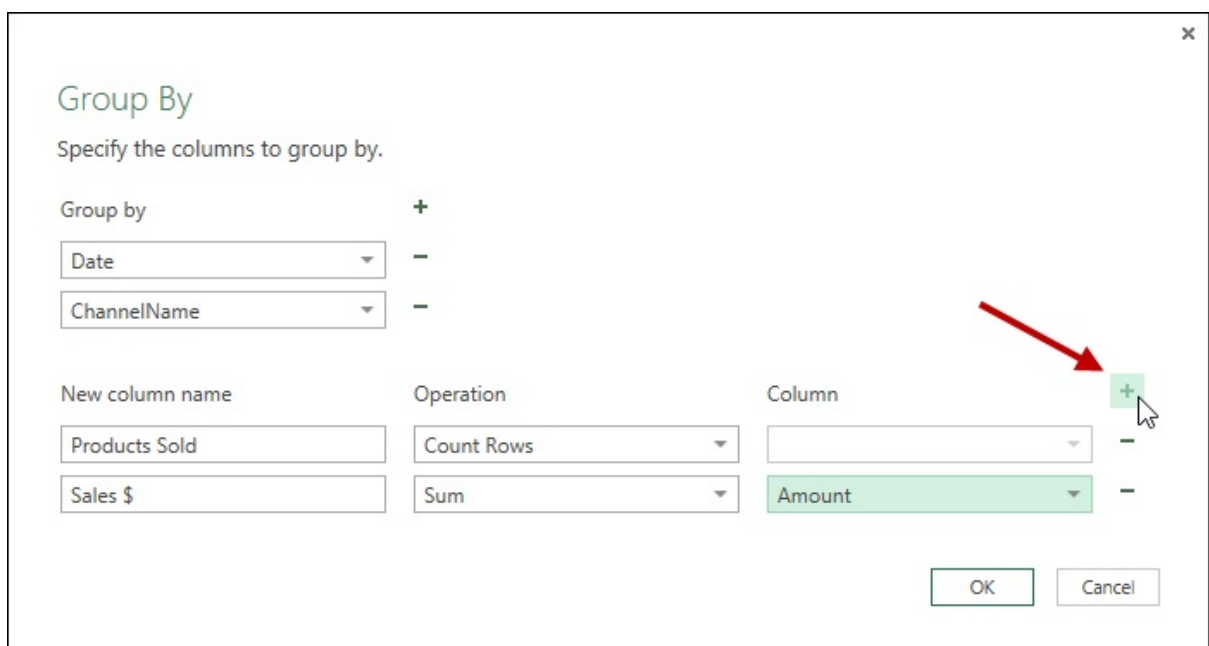 Group By
Specify the columns to group by.
Group by
Date
ChannelName
New column name Operation Column
Products Sold Count Rows
Sales $ Sum Amount
OK Cancel